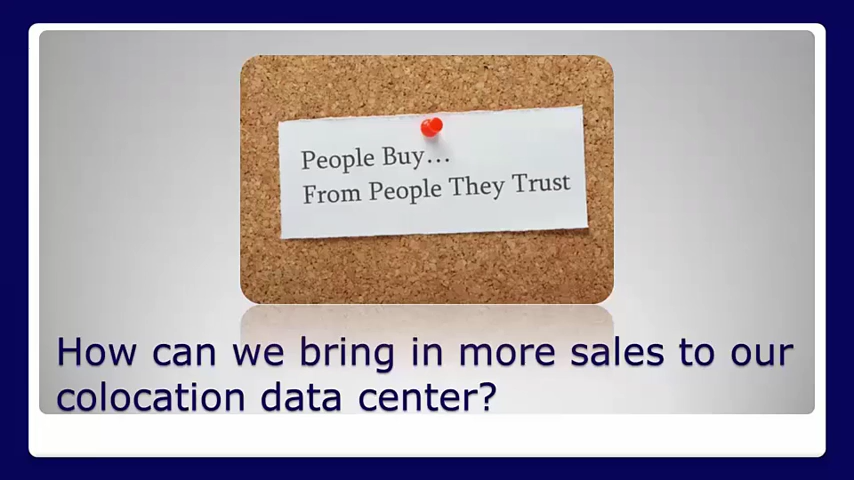 People Buy...
From People They Trust
How can we bring in more sales to our
colocation data center?